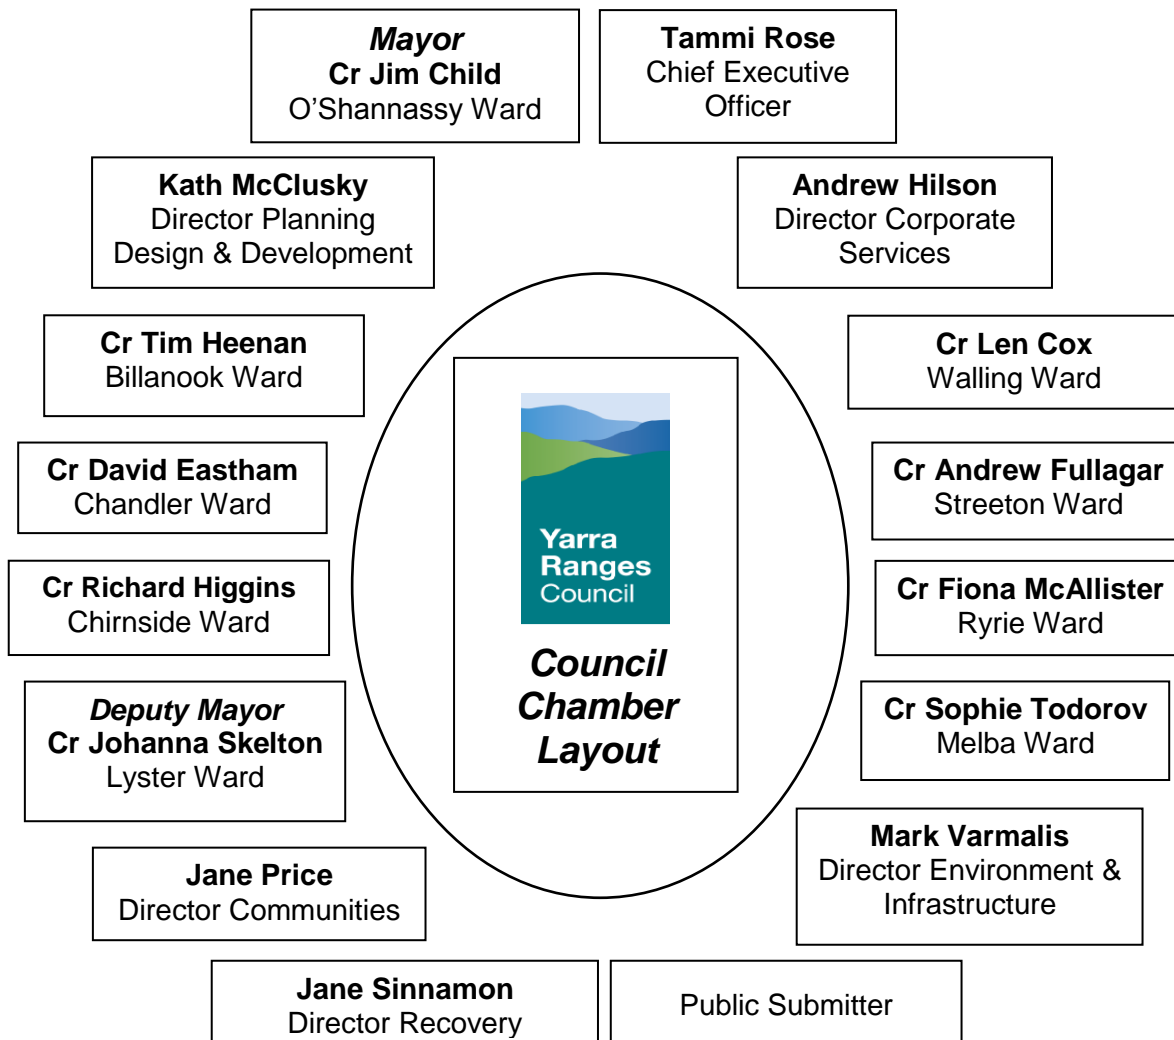 Mayor
Cr Jim Child
O'Shannassy Ward
Tammi Rose
Chief Executive
Officer
Kath McClusky
Director Planning
Design & Development
Andrew Hilson
Director Corporate
Services
Cr Tim Heenan
Billanook Ward
Cr Len Cox
Walling Ward
Cr David Eastham
Chandler Ward
Cr Andrew Fullagar
Streeton Ward
Cr Richard Higgins
Chirnside Ward
Cr Fiona McAllister
Ryrie Ward
Deputy Mayor
Cr Johanna Skelton
Lyster Ward
Cr Sophie Todorov
Melba Ward
Yarra
Ranges
Council
Council
Chamber
Layout
Jane Price
Director Communities
Mark Varmalis
Director Environment &
Infrastructure
Jane Sinnamon
Director Recovery
Public Submitter